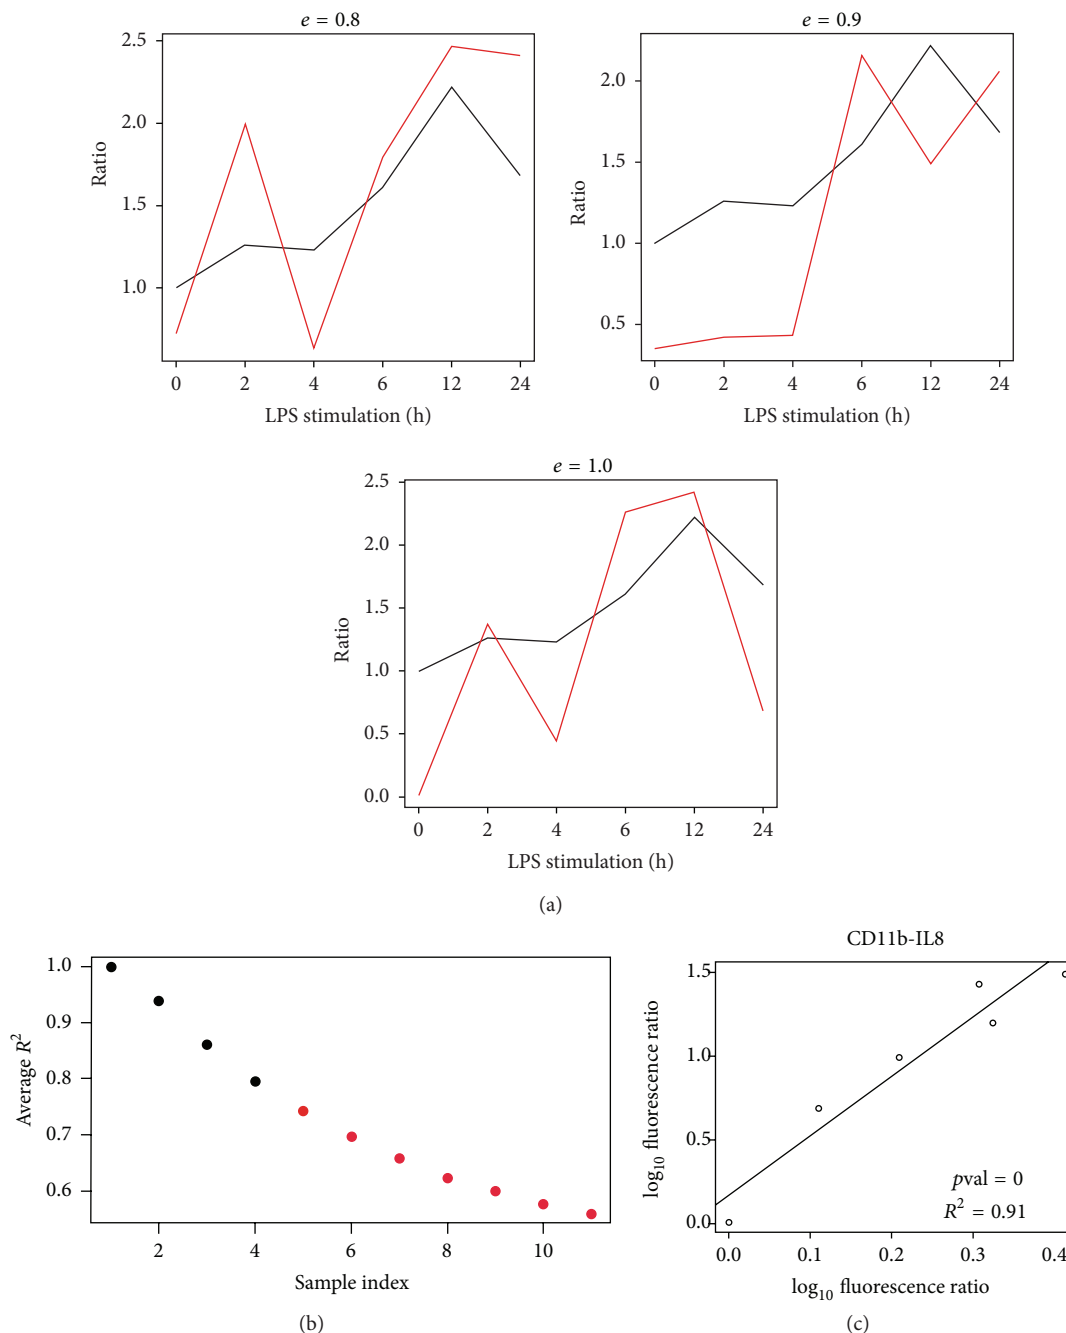 e = 0.8
2.5
2.0
1.5
1.0
Ratio
0 2 4 6 12 24
LPS stimulation (h)
e = 0.9
2.0
1.5
1.0
0.5
Ratio
0 2 4 6 12 24
LPS stimulation (h)
e = 1.0
2.5
2.0
1.5
1.0
0.5
0.0
Ratio
0 2 4 6 12 24
LPS stimulation (h)
(a)
1.0
0.9
0.8
0.7
0.6
Average R²
2 4 6 8 10
Sample index
(b)
CD11b-IL8
1.5
1.0
0.5
0.0
log₁₀ fluorescence ratio
pval = 0
R² = 0.91
0.0 0.1 0.2 0.3 0.4
log₁₀ fluorescence ratio
(c)